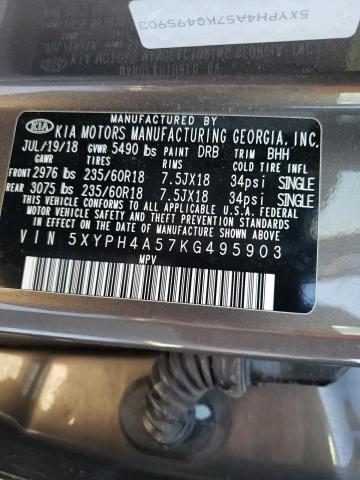 5XYPH4A57KG495903
MANUFACTURED BY
KIA KIA MOTORS MANUFACTURING GEORGIA, INC.
JUL/19/18 GVWR 5490 lbs PAINT DRB TRIM BHH
GAWR TIRES RIMS COLD TIRE INFL.
FRONT 2976 lbs 235/60R18 7.5JX18 34psi SINGLE
REAR 3075 lbs 235/60R18 7.5JX18 34psi SINGLE
THIS VEHICLE CONFORMS TO ALL APPLICABLE U.S.A. FEDERAL
MOTOR VEHICLE SAFETY, BUMPER, AND THEFT PREVENTION
STANDARDS IN EFFECT ON THE DATE OF MANUFACTURE SHOWN ABOVE.
VIN 5XYPH4A57KG495903
MPV